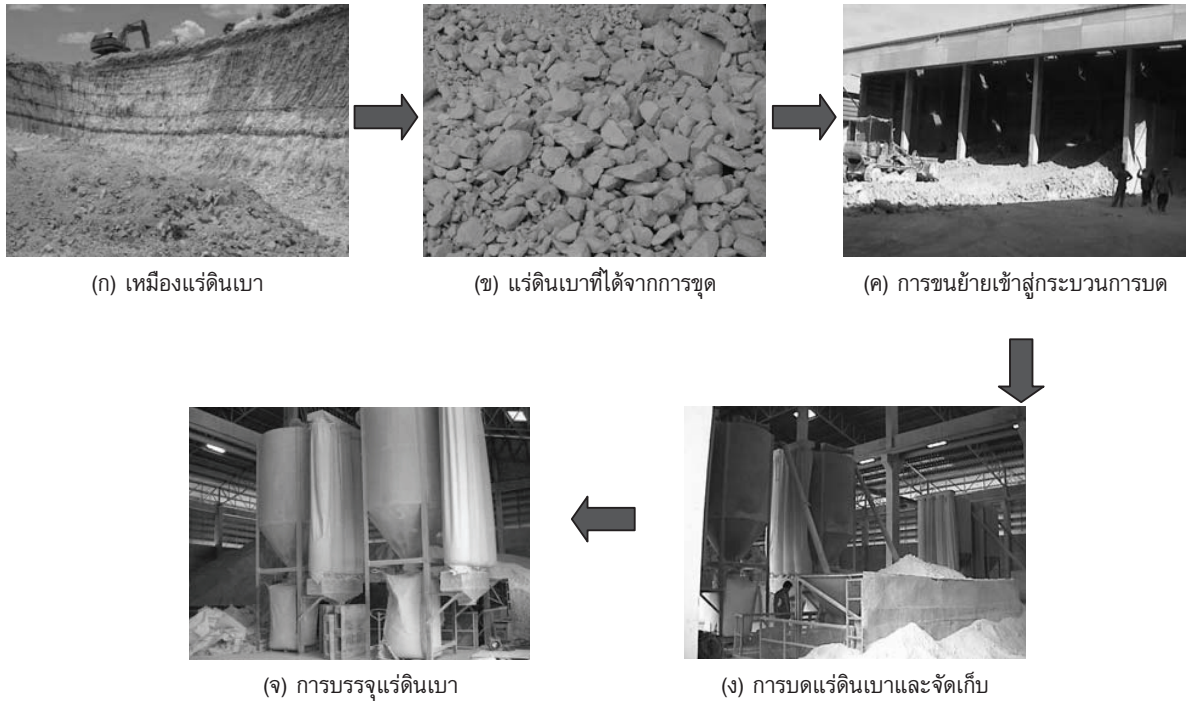 (ก) เหมืองแร่ดินเบา
(ข) แร่ดินเบาที่ได้จากการขุด
(ค) การขนย้ายเข้าสู่กระบวนการบด
(ง) การบดแร่ดินเบาและจัดเก็บ
(จ) การบรรจุแร่ดินเบา